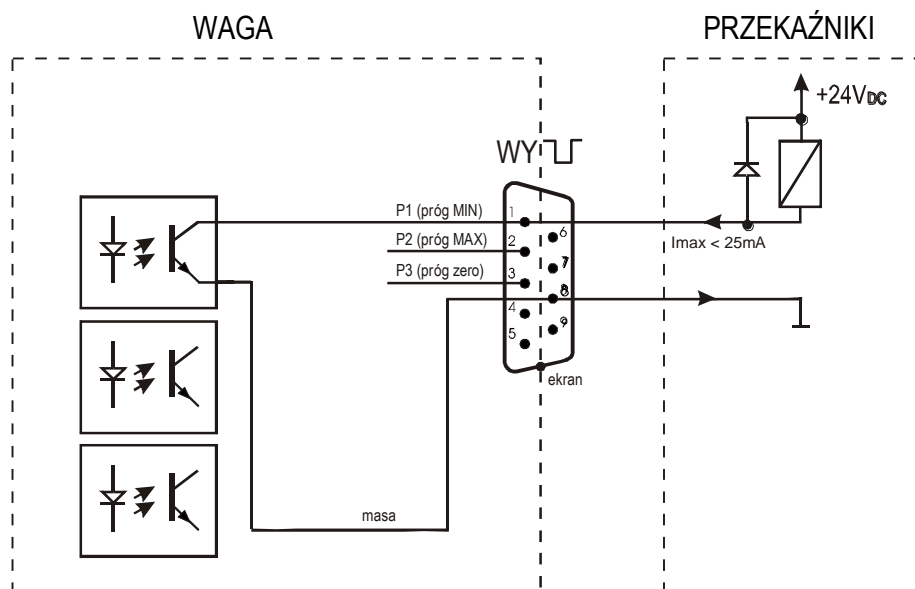 WAGA
PRZEKAŹNIKI
+24VDC
WY
P1 (próg MIN)
1
6
Imax < 25mA
P2 (próg MAX)
2
7
P3 (próg zero)
3
8
4
9
5
ekran
masa